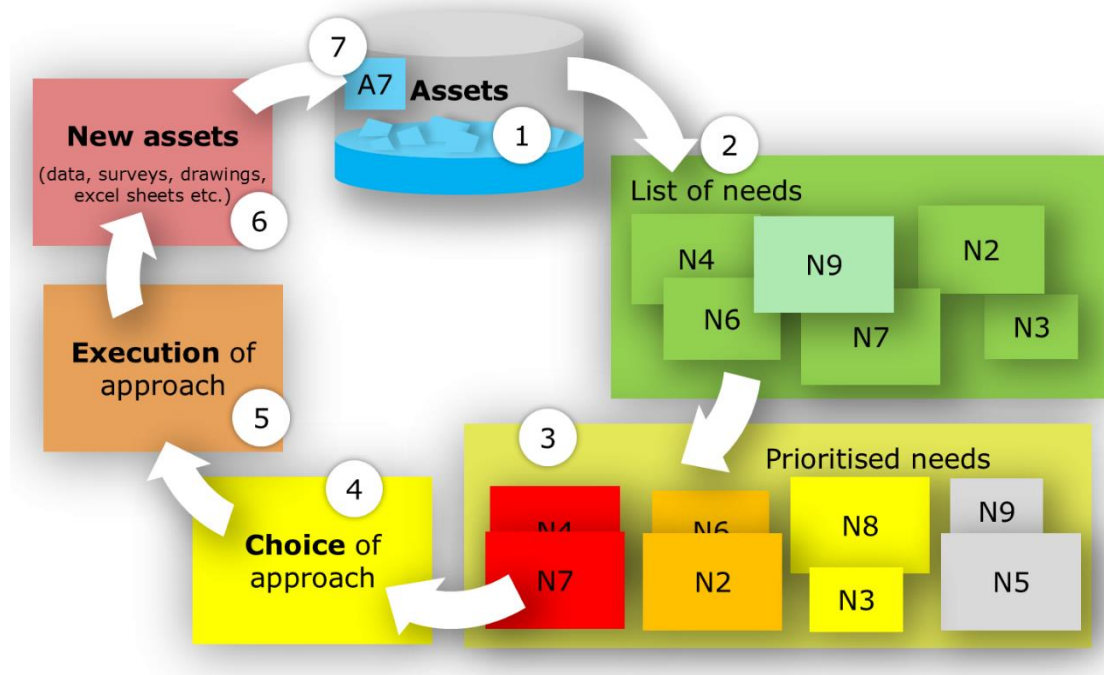 7
A7
Assets
1
New assets
(data, surveys, drawings,
excel sheets etc.)
6
2
List of needs
N4
N9
N2
N6
N7
N3
Execution of
approach
5
3
Prioritised needs
4
Choice of
approach
N4
N7
N6
N2
N8
N3
N9
N5